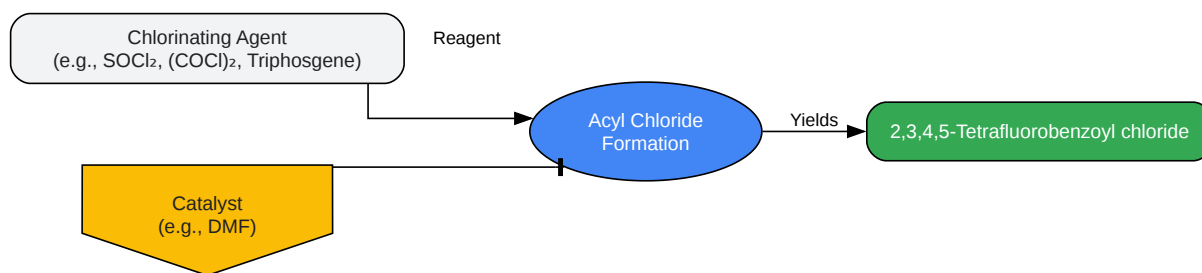 Chlorinating Agent
(e.g., SOCl₂, (COCl)₂, Triphosgene)
Reagent
Acyl Chloride
Formation
Yields
2,3,4,5-Tetrafluorobenzoyl chloride
Catalyst
(e.g., DMF)